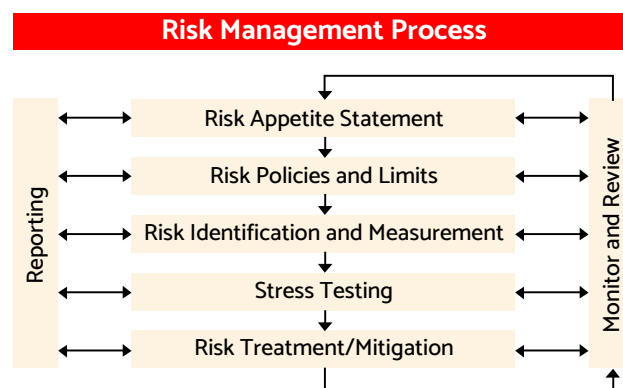 Risk Management Process
Reporting
Risk Appetite Statement
Risk Policies and Limits
Risk Identification and Measurement
Stress Testing
Risk Treatment/Mitigation
Monitor and Review